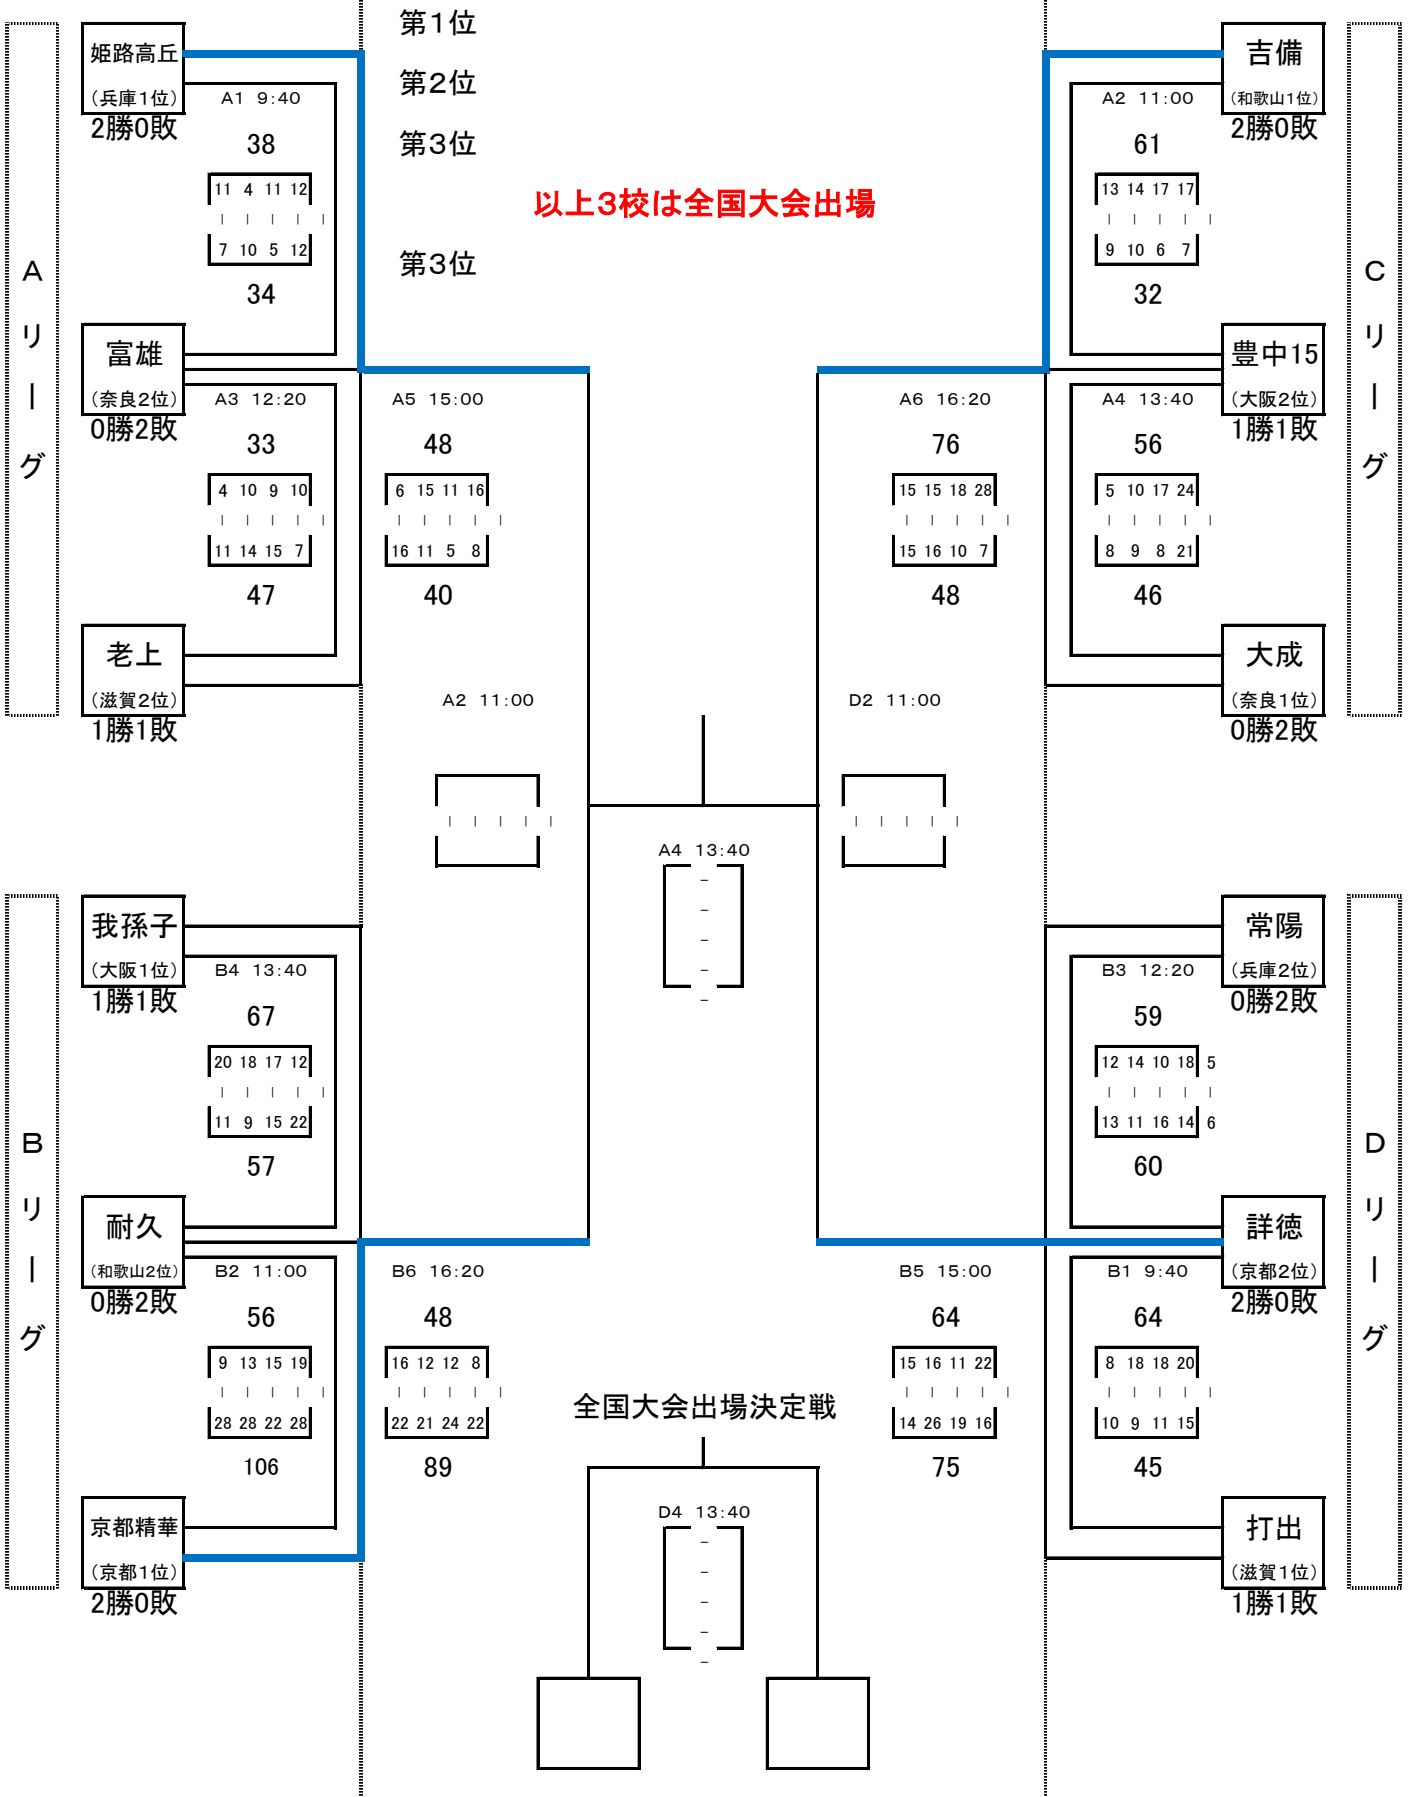 第1位
第2位
第3位
以上3校は全国大会出場
第3位
Aリーグ
姫路高丘
(兵庫1位)
2勝0敗
A1 9:40
38
11 4 11 12
7 10 5 12
34
富雄
(奈良2位)
0勝2敗
A3 12:20
33
4 10 9 10
11 14 15 7
47
老上
(滋賀2位)
1勝1敗
A5 15:00
48
6 15 11 16
16 11 5 8
40
A2 11:00
Cリーグ
吉備
(和歌山1位)
2勝0敗
A2 11:00
61
13 14 17 17
9 10 6 7
32
豊中15
(大阪2位)
1勝1敗
A6 16:20
76
15 15 18 28
15 16 10 7
48
A4 13:40
56
5 10 17 24
8 9 8 21
46
大成
(奈良1位)
0勝2敗
D2 11:00
A4 13:40
-
-
-
-
-
Bリーグ
我孫子
(大阪1位)
1勝1敗
B4 13:40
67
20 18 17 12
11 9 15 22
57
耐久
(和歌山2位)
0勝2敗
B2 11:00
56
9 13 15 19
28 28 22 28
106
京都精華
(京都1位)
2勝0敗
B6 16:20
48
16 12 12 8
22 21 24 22
89
Dリーグ
常陽
(兵庫2位)
0勝2敗
B3 12:20
59
12 14 10 18 5
13 11 16 14 6
60
詳徳
(京都2位)
2勝0敗
B5 15:00
64
15 16 11 22
14 26 19 16
75
B1 9:40
64
8 18 18 20
10 9 11 15
45
打出
(滋賀1位)
1勝1敗
全国大会出場決定戦
D4 13:40
-
-
-
-
-